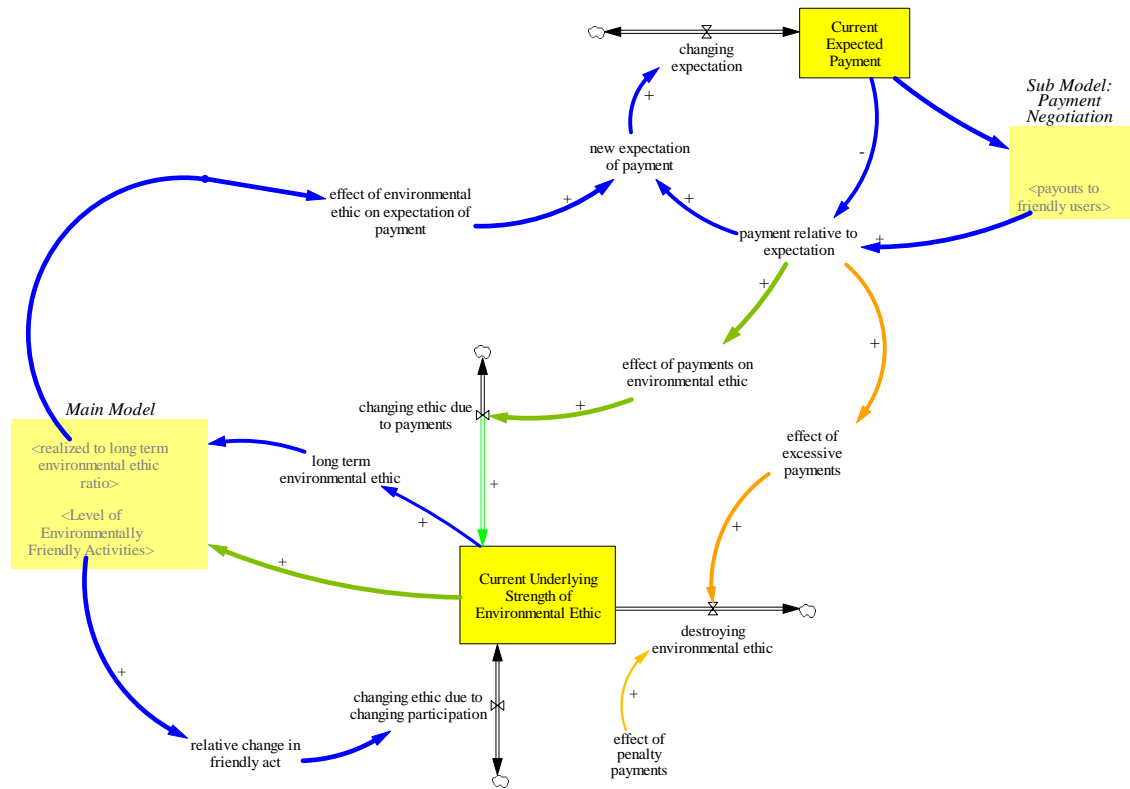 Current
Expected
Payment
changing
expectation
Sub Model:
Payment
Negotiation
+
new expectation
of payment
-
<payouts to
friendly users>
effect of environmental
ethic on expectation of
payment
+
+
payment relative to
expectation
+
+
+
effect of payments on
environmental ethic
changing ethic due
to payments
+
Main Model
<realized to long term
environmental ethic
ratio>
<Level of
Environmentally
Friendly Activities>
long term
environmental ethic
+
+
effect of
excessive
payments
+
+
Current Underlying
Strength of
Environmental Ethic
destroying
environmental ethic
+
changing ethic due to
changing participation
+
relative change in
friendly act
effect of
penalty
payments